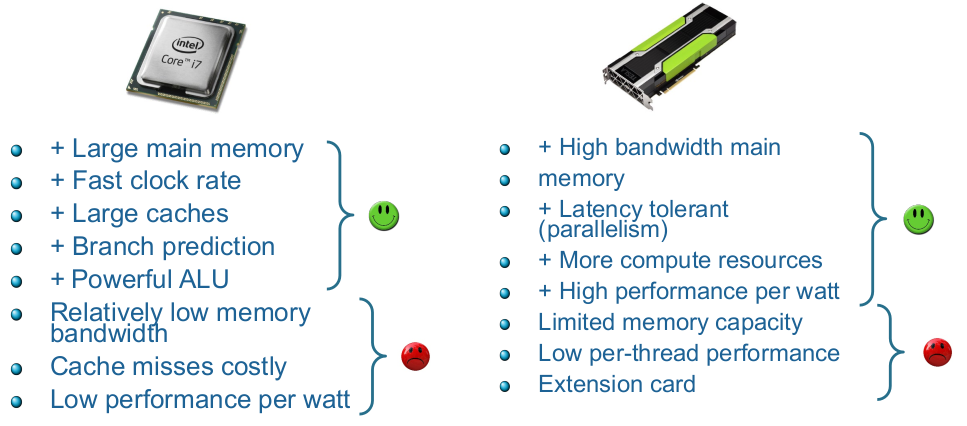 intel
Core™ i7
+ Large main memory
+ Fast clock rate
+ Large caches
+ Branch prediction
+ Powerful ALU
Relatively low memory
bandwidth
Cache misses costly
Low performance per watt
+ High bandwidth main
memory
+ Latency tolerant
(parallelism)
+ More compute resources
+ High performance per watt
Limited memory capacity
Low per-thread performance
Extension card